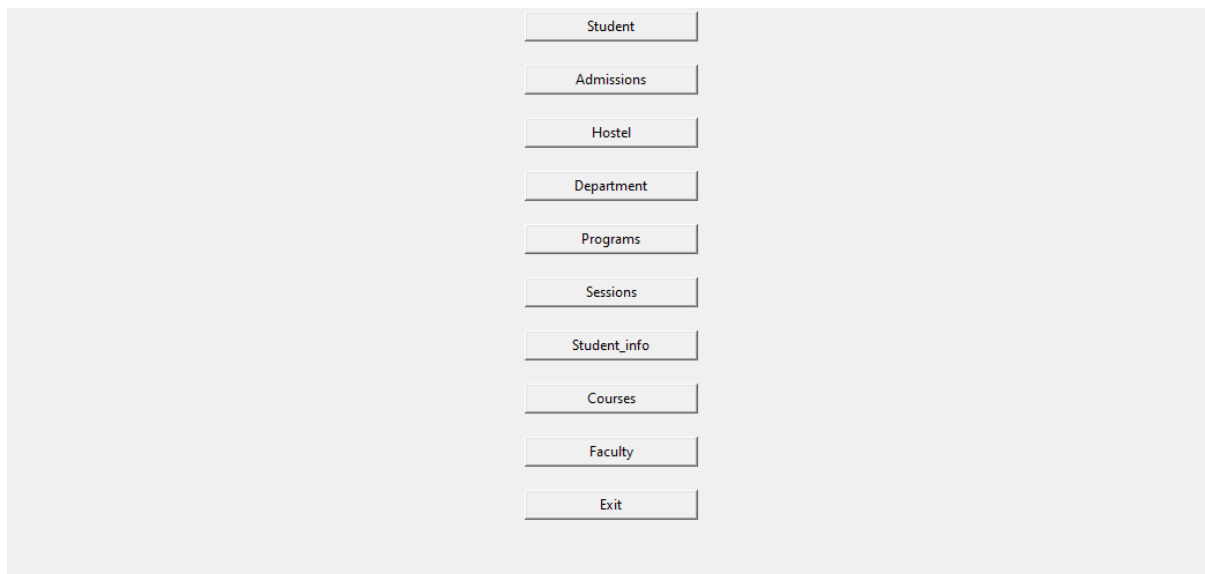 Student
Admissions
Hostel
Department
Programs
Sessions
Student_info
Courses
Faculty
Exit